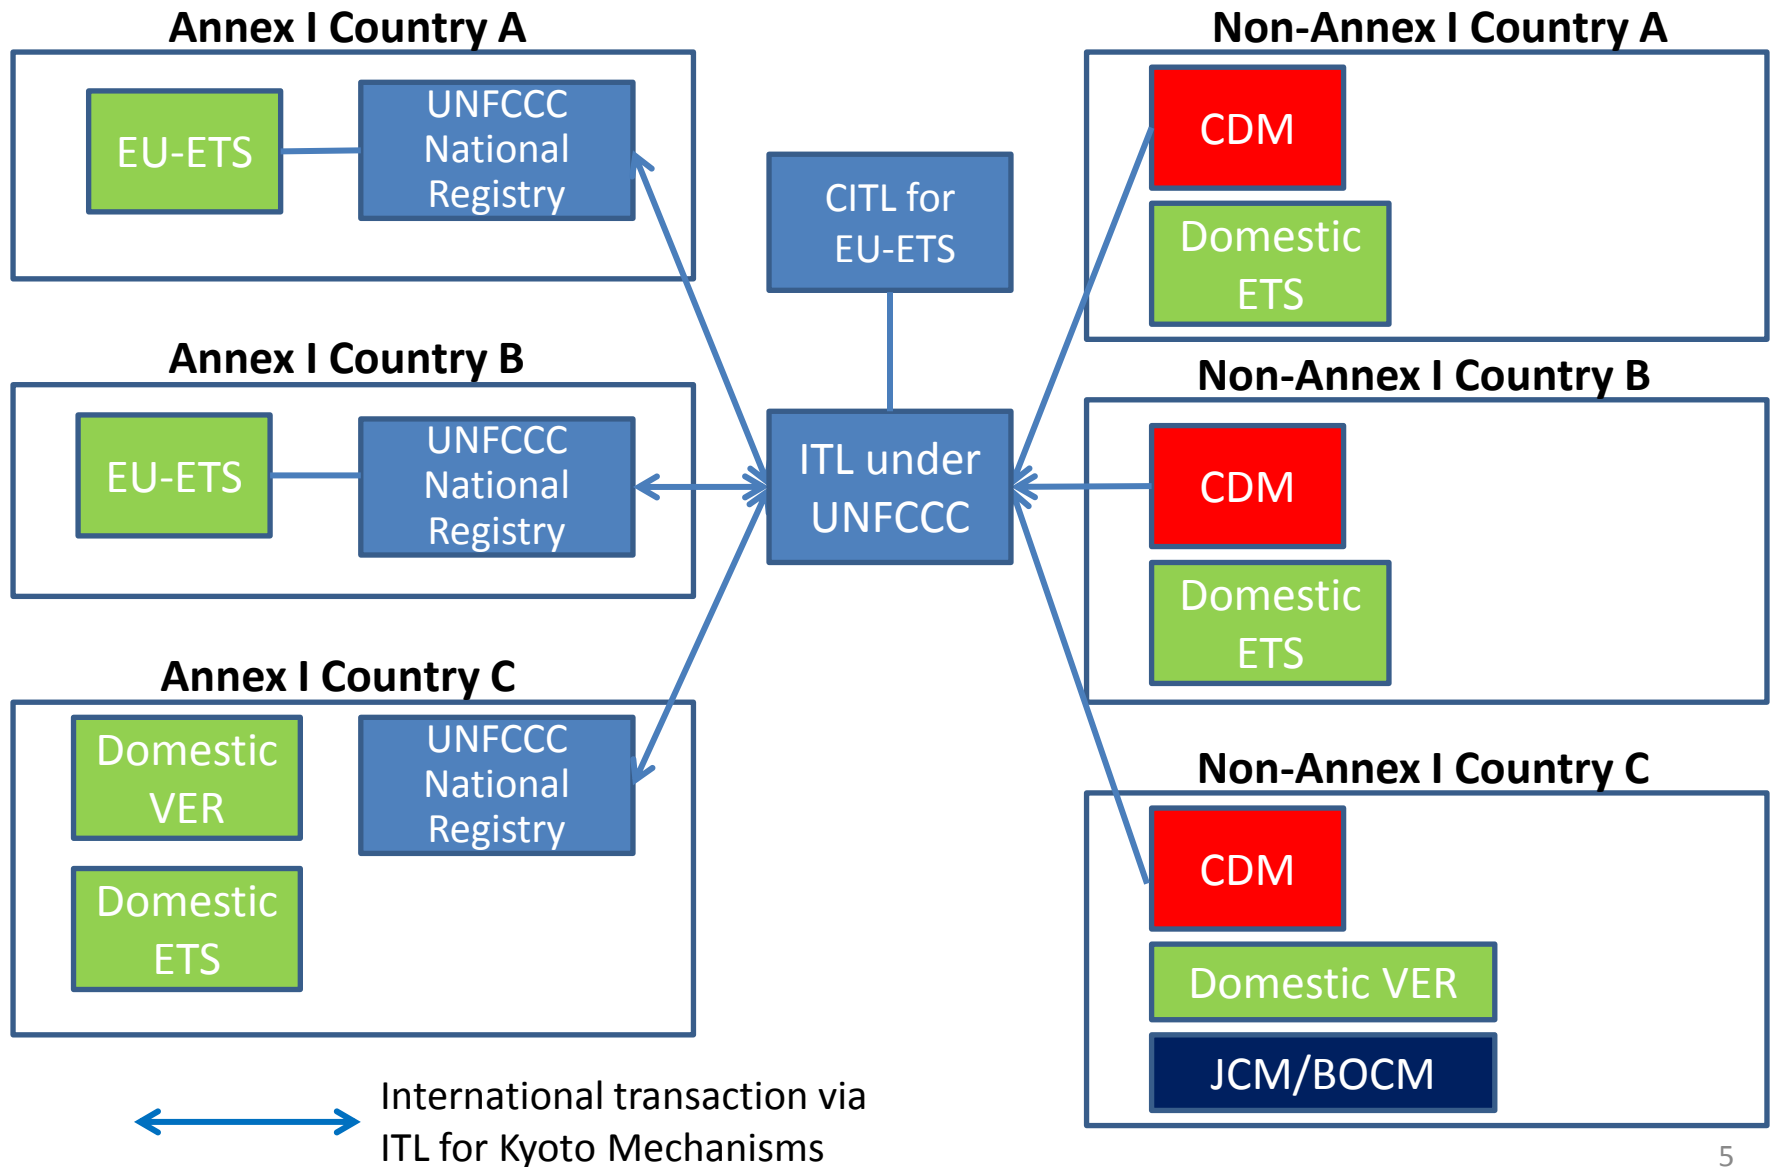 Annex I Country A
EU-ETS
UNFCCC
National
Registry
Annex I Country B
EU-ETS
UNFCCC
National
Registry
Annex I Country C
Domestic
VER
UNFCCC
National
Registry
Domestic
ETS
CITL for
EU-ETS
ITL under
UNFCCC
Non-Annex I Country A
CDM
Domestic
ETS
Non-Annex I Country B
CDM
Domestic
ETS
Non-Annex I Country C
CDM
Domestic VER
JCM/BOCM
International transaction via
ITL for Kyoto Mechanisms
5